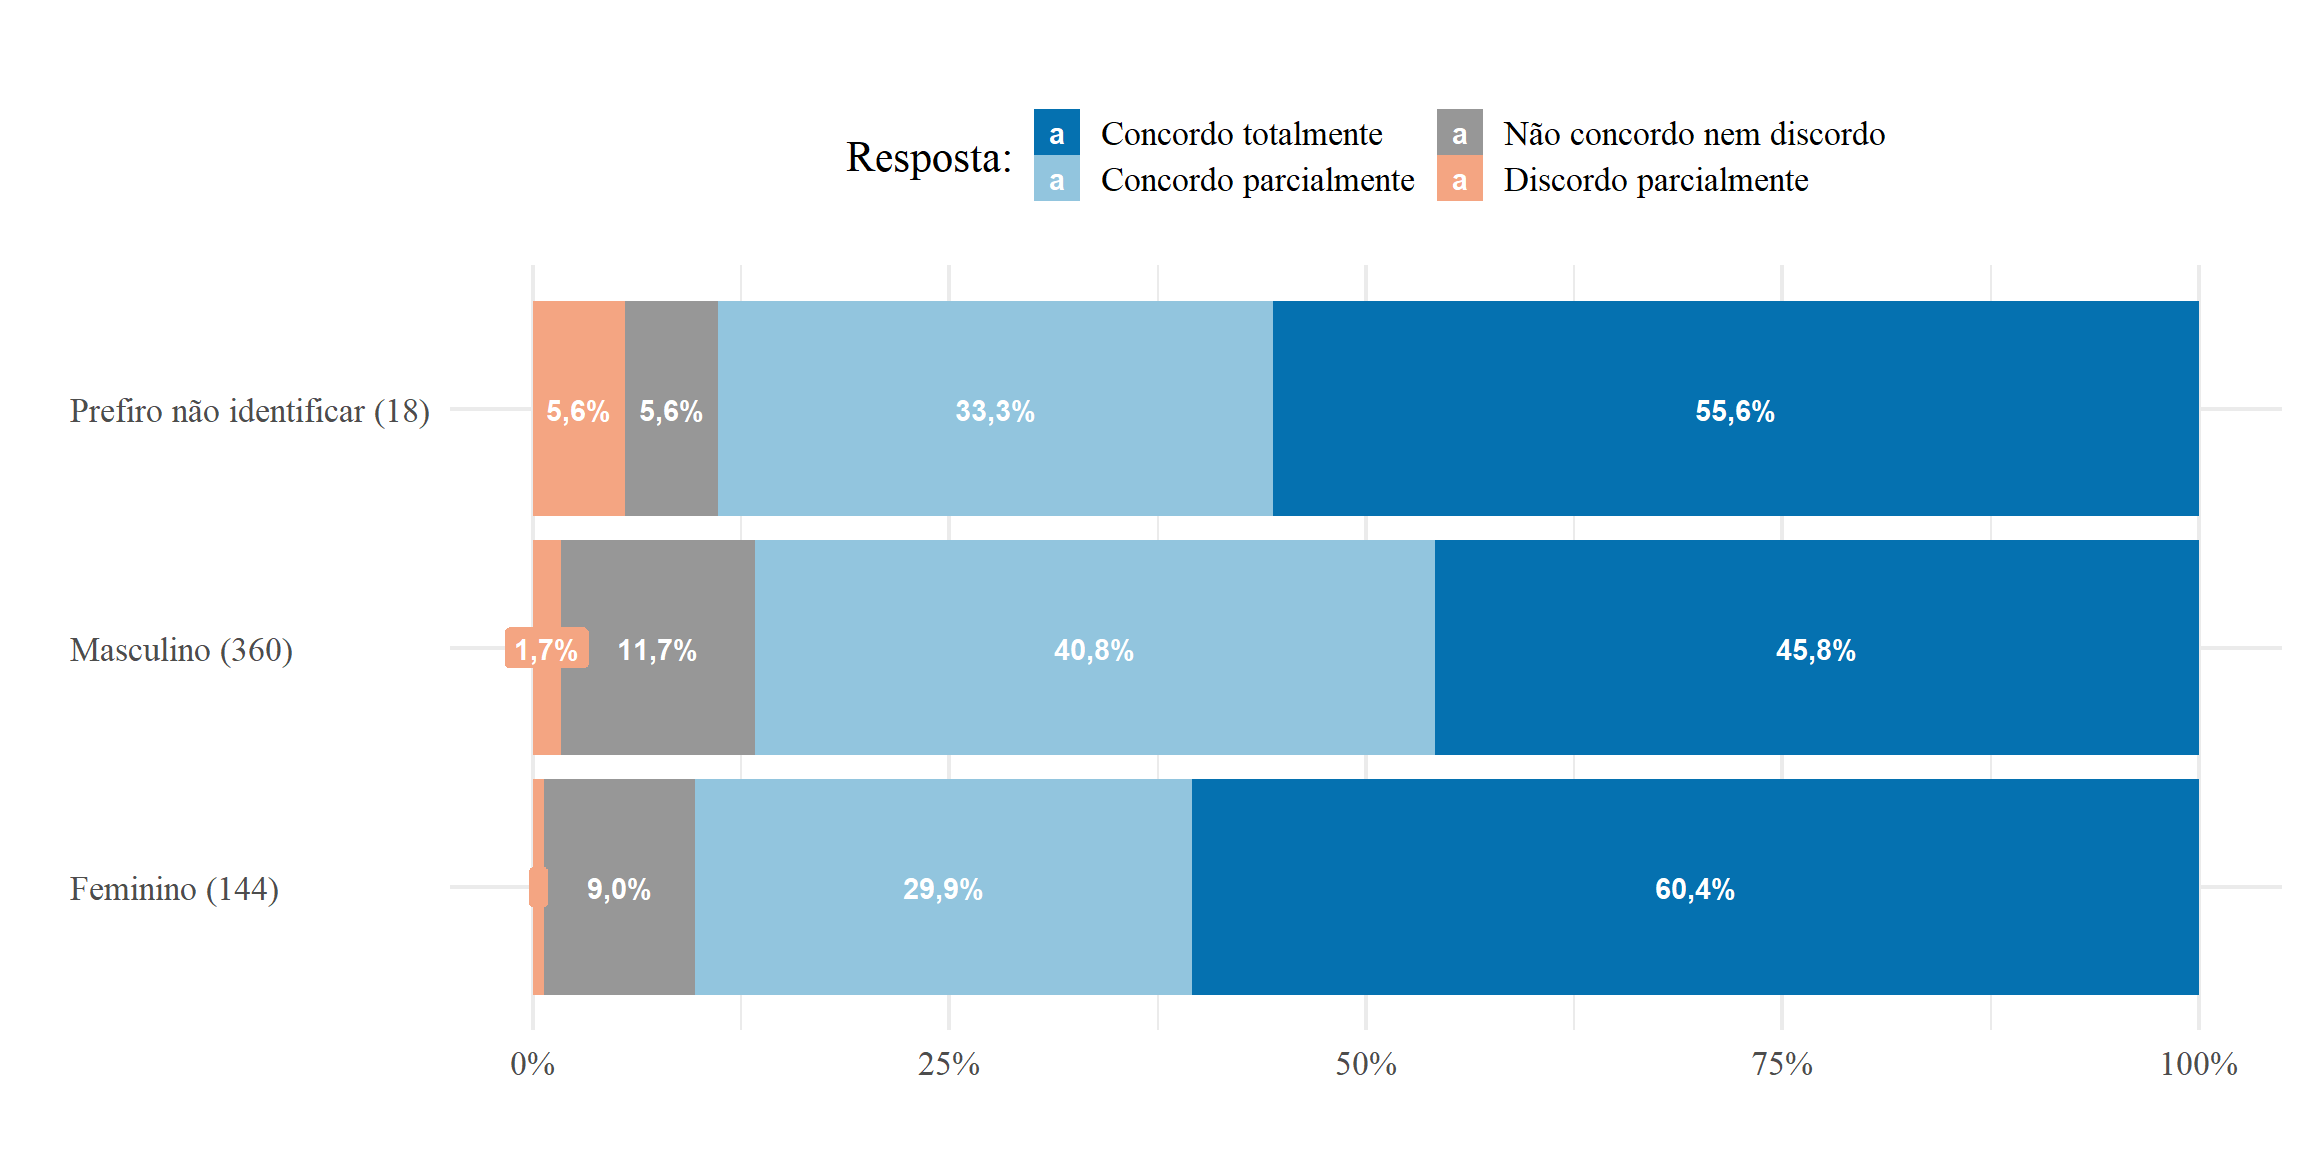 Resposta:
a Concordo totalmente
a Concordo parcialmente
a Não concordo nem discordo
a Discordo parcialmente
Prefiro não identificar (18)
5,6% 5,6% 33,3% 55,6%
Masculino (360)
1,7% 11,7% 40,8% 45,8%
Feminino (144)
9,0% 29,9% 60,4%
0% 25% 50% 75% 100%